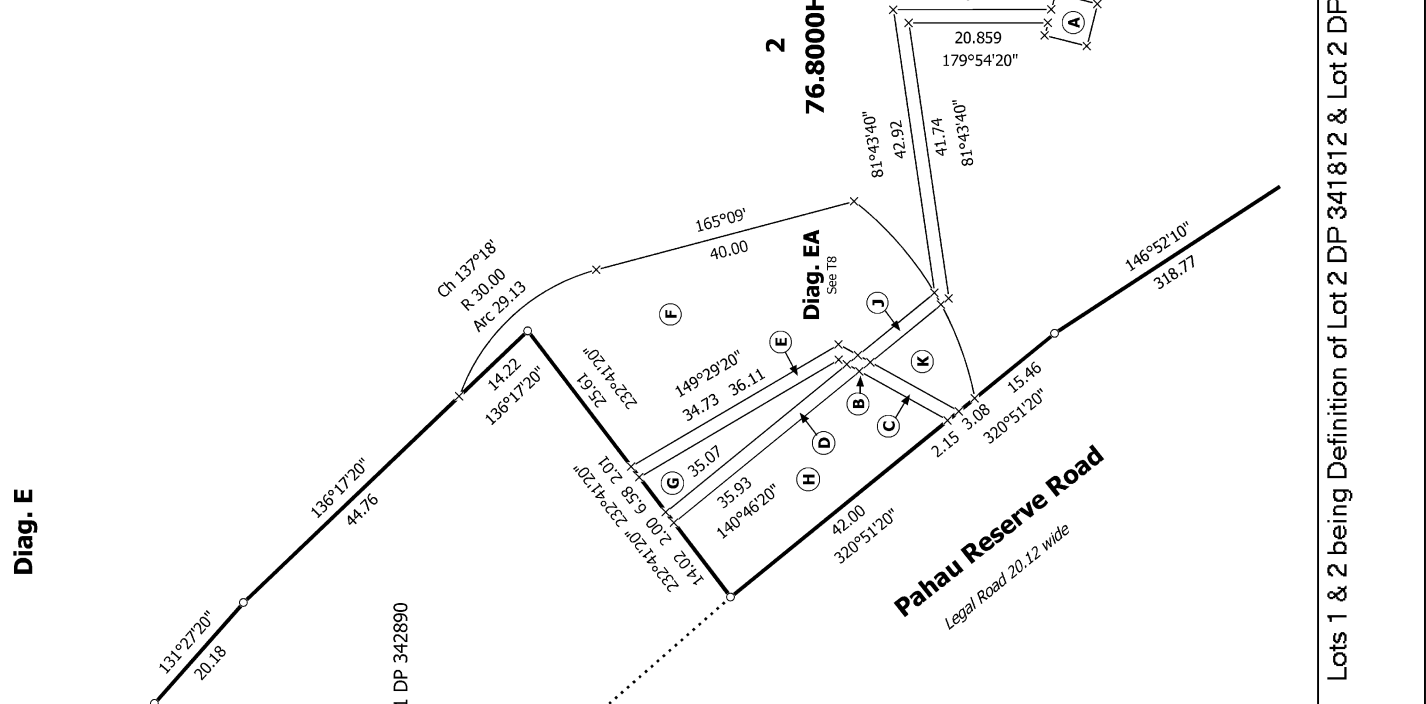 Diag. E
131°27'20"
20.18
136°17'20"
44.76
1 DP 342890
Ch 137°18'
R 30.00
Arc 29.13
14.22
136°17'20"
165°09'
40.00
25.61
232°41'20"
F
Diag. EA
See T8
149°29'20"
34.73 36.11
E
J
K
B
C
D
G
H
2.01
232°41'20"
6.58
232°41'20"
2.00
232°41'20"
14.02
35.07
35.93
140°46'20"
42.00
320°51'20"
2.15
3.08
15.46
320°51'20"
146°52'10"
318.77
Pahau Reserve Road
Legal Road 20.12 wide
2
76.8000H
81°43'40"
42.92
41.74
81°43'40"
20.859
179°54'20"
A
Lots 1 & 2 being Definition of Lot 2 DP 341812 & Lot 2 DP